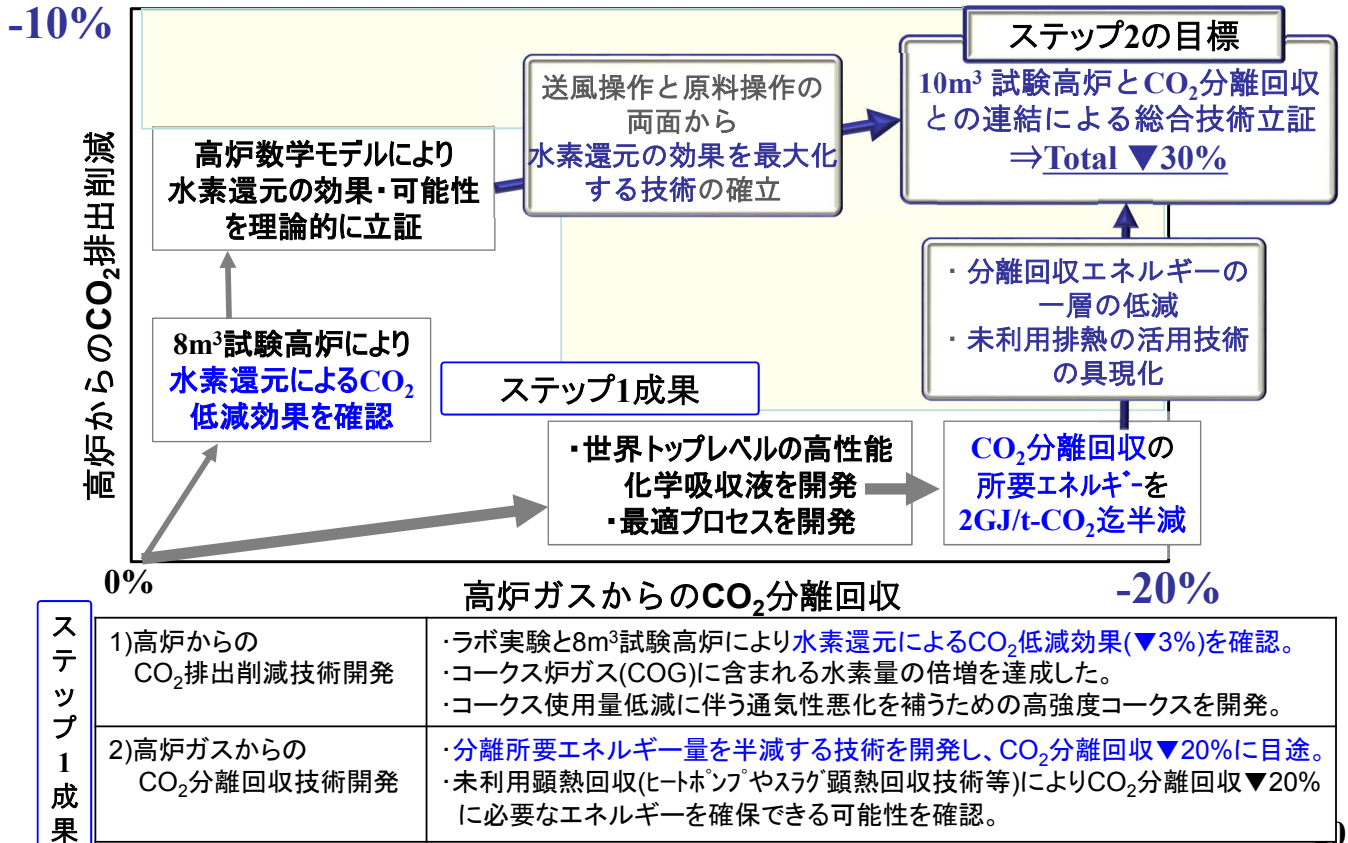 -10%
ステップ2の目標
10m³ 試験高炉とCO₂分離回収
との連結による総合技術立証
⇒Total ▼30%
送風操作と原料操作の
両面から
水素還元の効果を最大化
する技術の確立
高炉数学モデルにより
水素還元の効果・可能性
を理論的に立証
高炉からのCO₂排出削減
・分離回収エネルギーの
一層の低減
・未利用排熱の活用技術
の具現化
8m³試験高炉により
水素還元によるCO₂
低減効果を確認
ステップ1成果
・世界トップレベルの高性能
化学吸収液を開発
・最適プロセスを開発
CO₂分離回収の
所要エネルギーを
2GJ/t-CO₂迄半減
0%
高炉ガスからのCO₂分離回収
-20%
ステップ1成果
1)高炉からの
CO₂排出削減技術開発
・ラボ実験と8m³試験高炉により水素還元によるCO₂低減効果(▼3%)を確認。
・コークス炉ガス(COG)に含まれる水素量の倍増を達成した。
・コークス使用量低減に伴う通気性悪化を補うための高強度コークスを開発。
2)高炉ガスからの
CO₂分離回収技術開発
・分離所要エネルギー量を半減する技術を開発し、CO₂分離回収▼20%に目途。
・未利用顕熱回収(ヒートポンプやスラグ顕熱回収技術等)によりCO₂分離回収▼20%
に必要なエネルギーを確保できる可能性を確認。